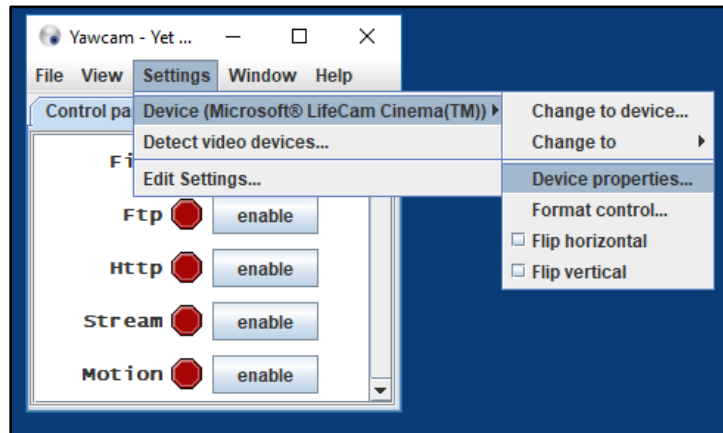 Yawcam - Yet ...
File View Settings Window Help
Control pa
Device (Microsoft® LifeCam Cinema(TM))
Detect video devices...
Edit Settings...
Change to device...
Change to
Device properties...
Format control...
Flip horizontal
Flip vertical
Fi
Ftp enable
Http enable
Stream enable
Motion enable